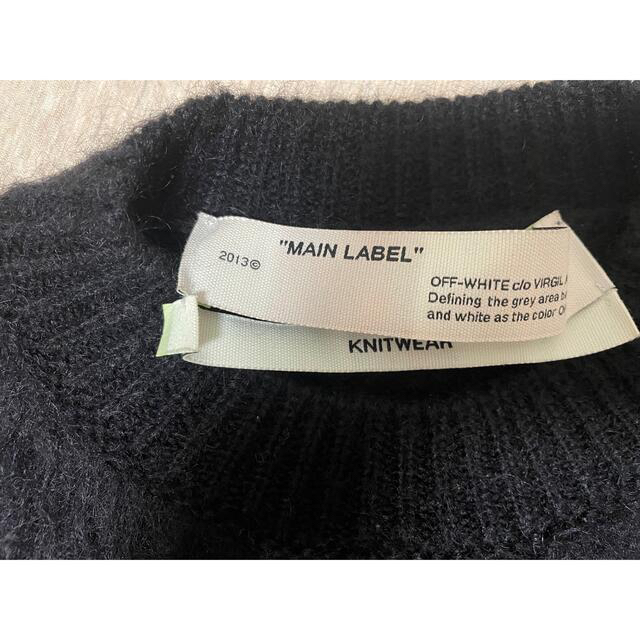 "MAIN LABEL"
2013©
OFF-WHITE c/o VIRGIL
Defining the grey area
and white as the color
KNITWEAR